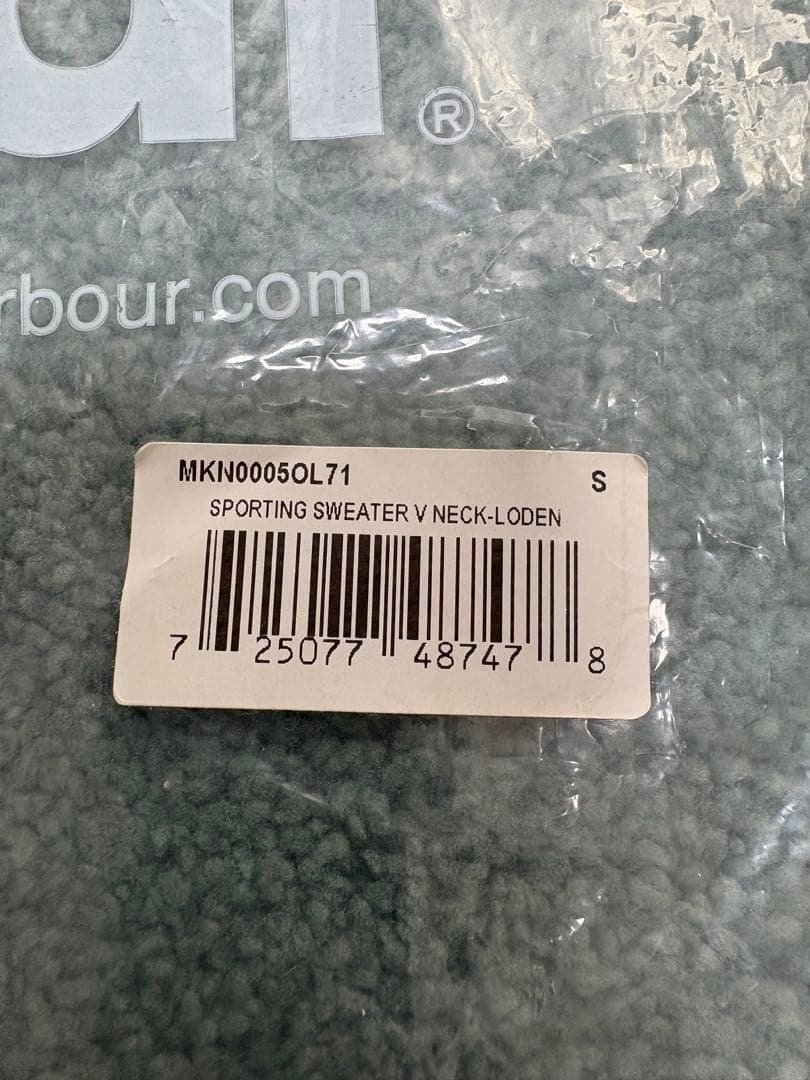 ®
rbour.com
MKN0005OL71 S
SPORTING SWEATER V NECK-LODEN
7 25077 48747 8